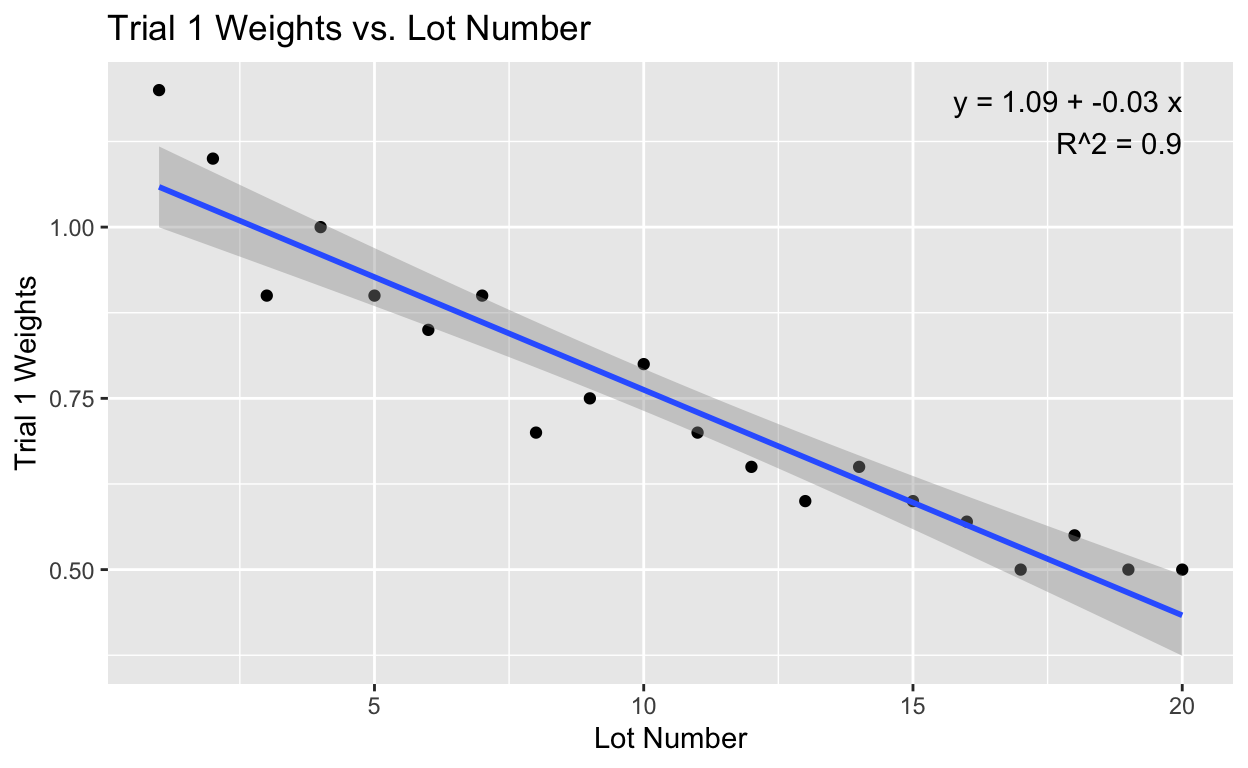 Trial 1 Weights vs. Lot Number
y = 1.09 + -0.03 x
R^2 = 0.9
1.00
0.75
0.50
Trial 1 Weights
5 10 15 20
Lot Number